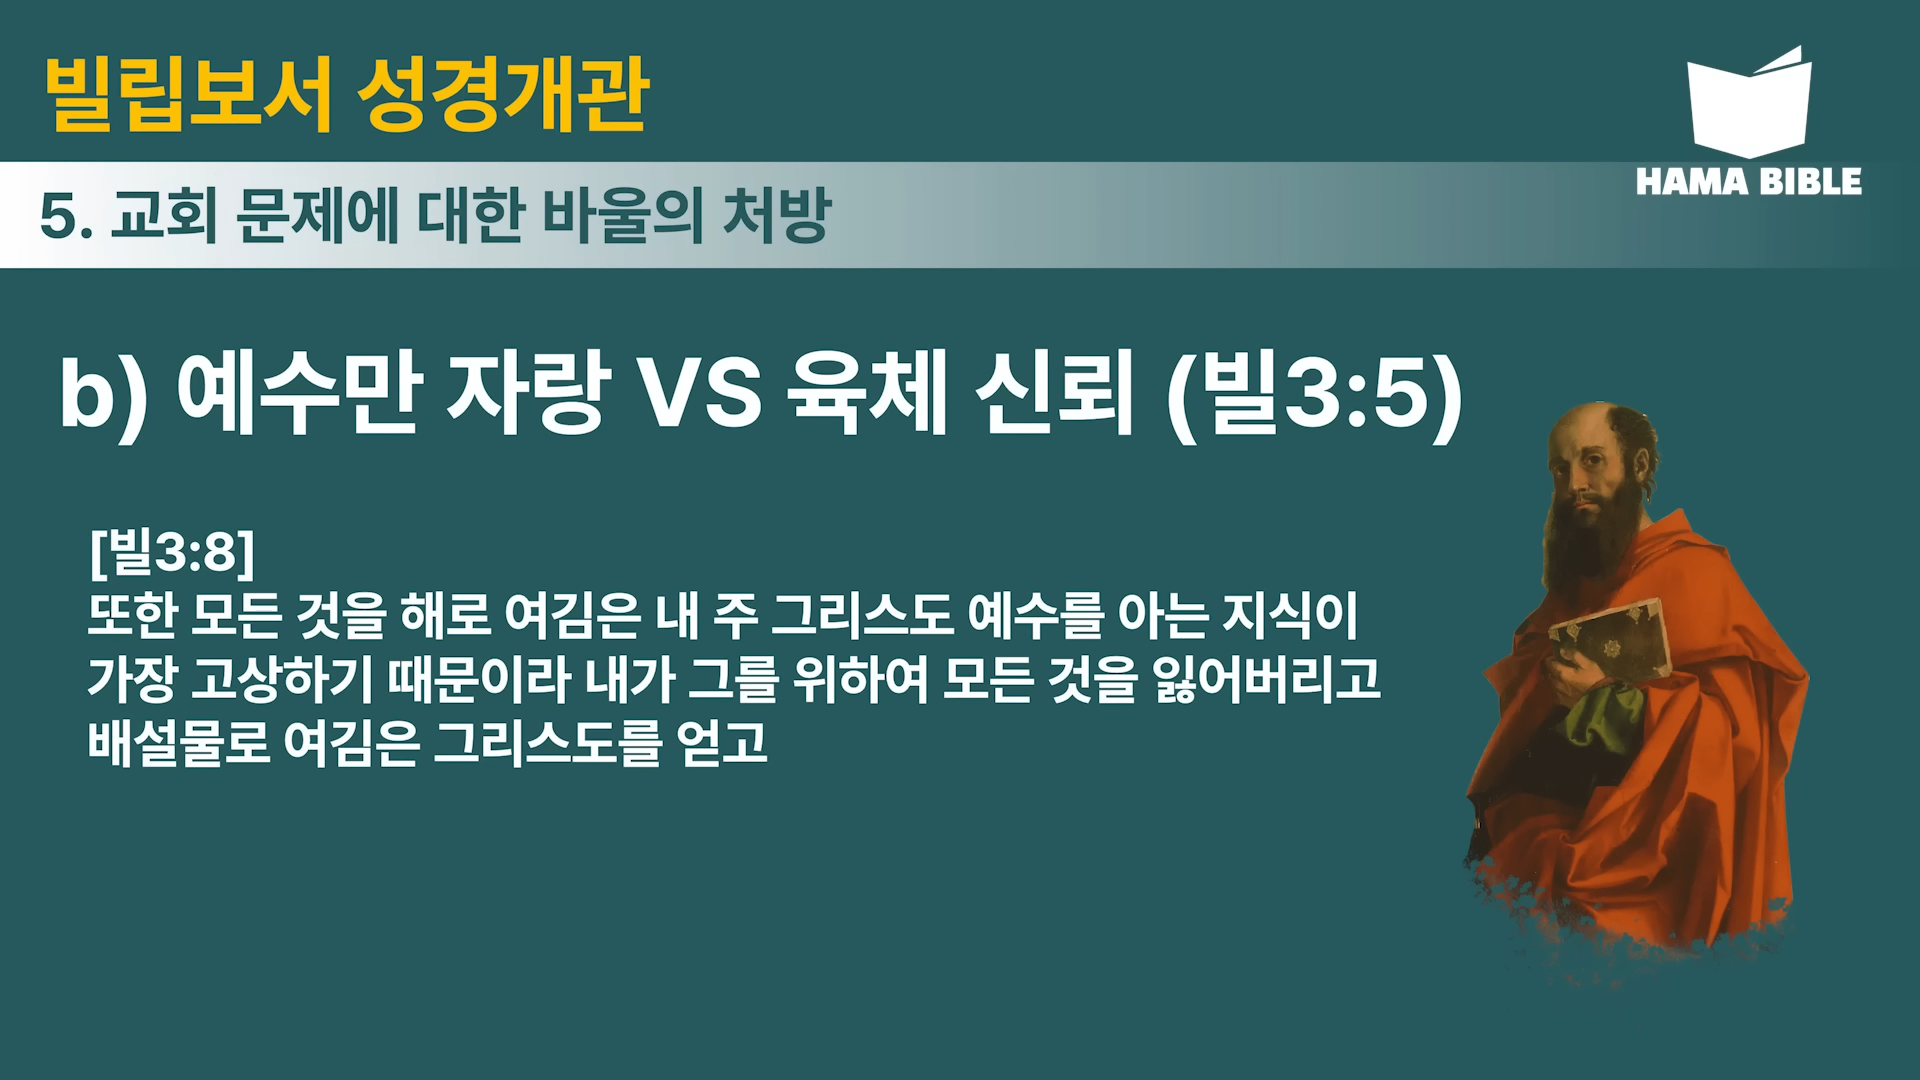 빌립보서 성경개관
HAMA BIBLE
5. 교회 문제에 대한 바울의 처방
b) 예수만 자랑 VS 육체 신뢰 (빌3:5)
[빌3:8]
또한 모든 것을 해로 여김은 내 주 그리스도 예수를 아는 지식이
가장 고상하기 때문이라 내가 그를 위하여 모든 것을 잃어버리고
배설물로 여김은 그리스도를 얻고